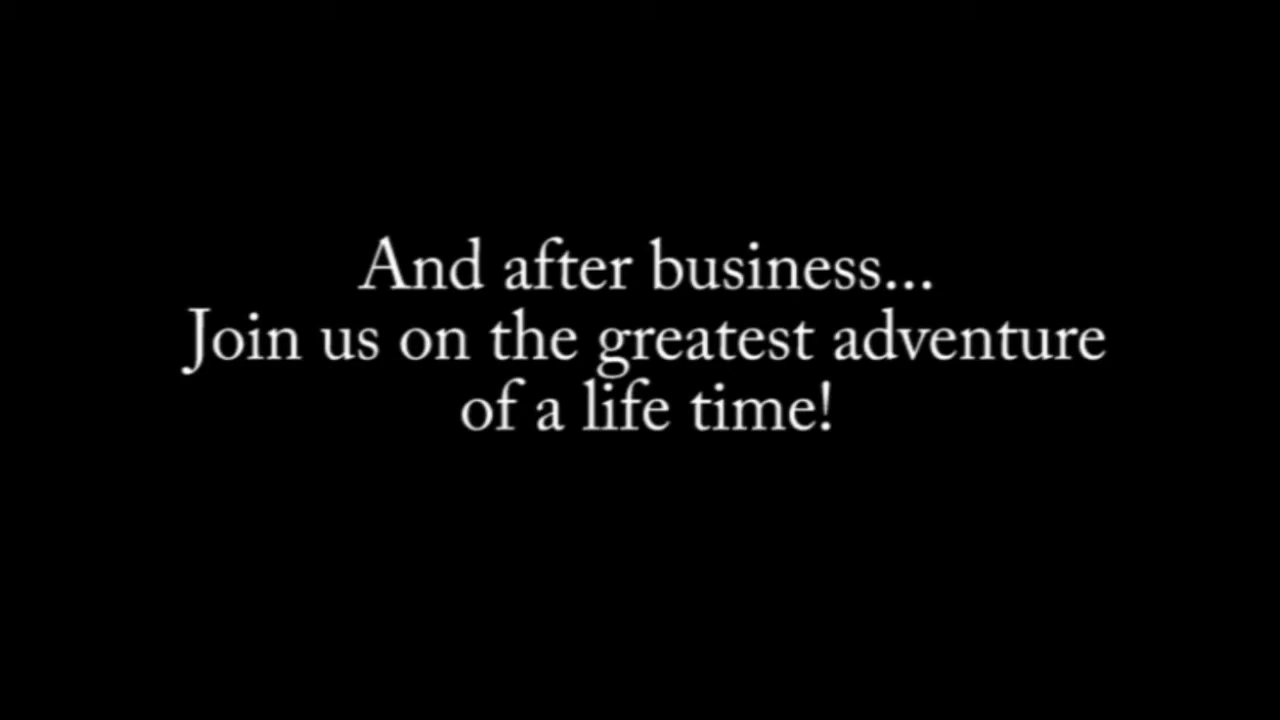 And after business...
Join us on the greatest adventure
of a life time!